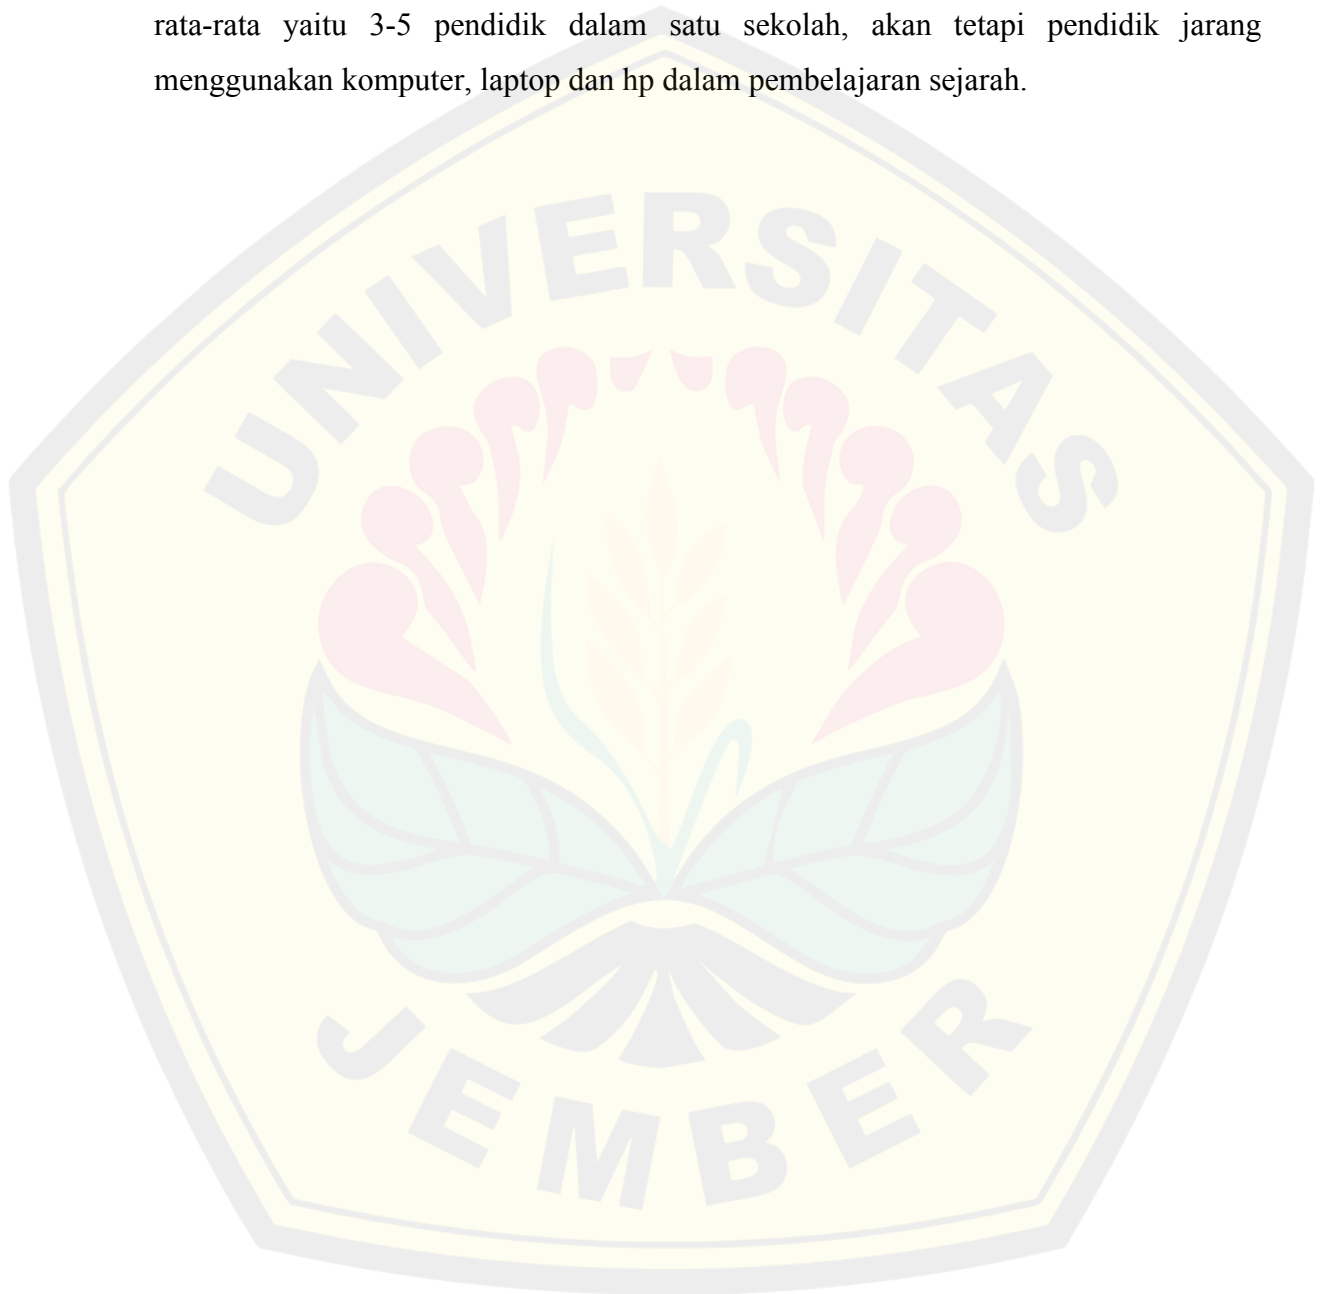 rata-rata yaitu 3-5 pendidik dalam satu sekolah, akan tetapi pendidik jarang
menggunakan komputer, laptop dan hp dalam pembelajaran sejarah.
UNIVERSITAS
JEMBER